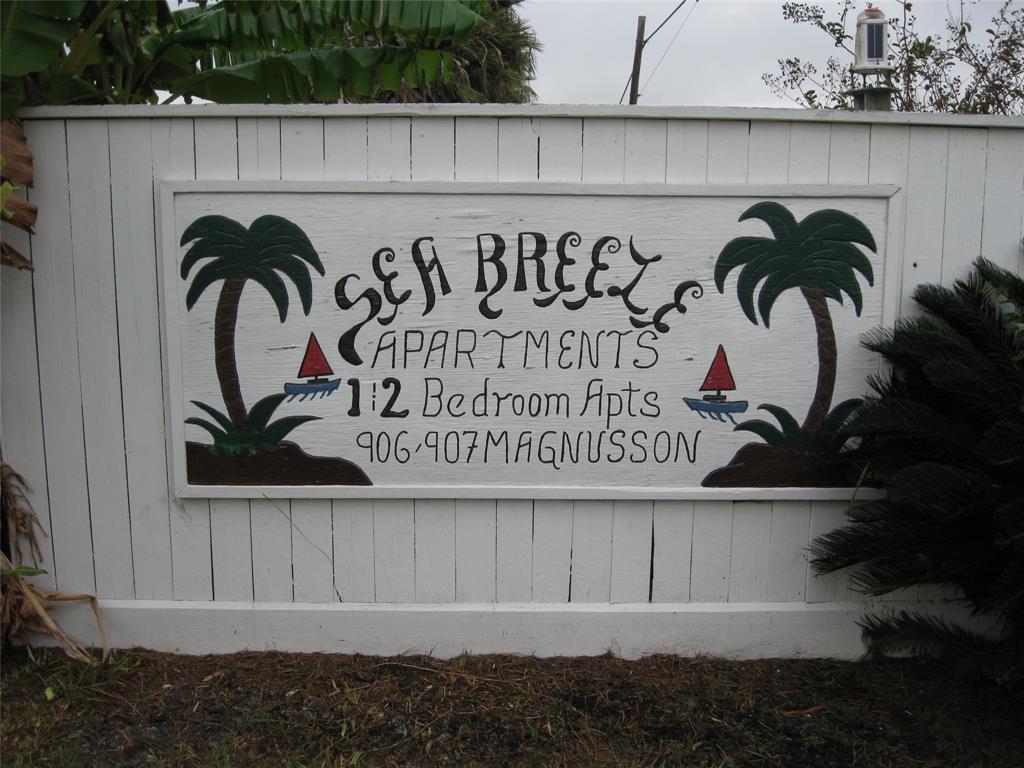 SEA BREEZE
APARTMENTS
1 i 2 Bedroom Apts
906,907 MAGNUSSON